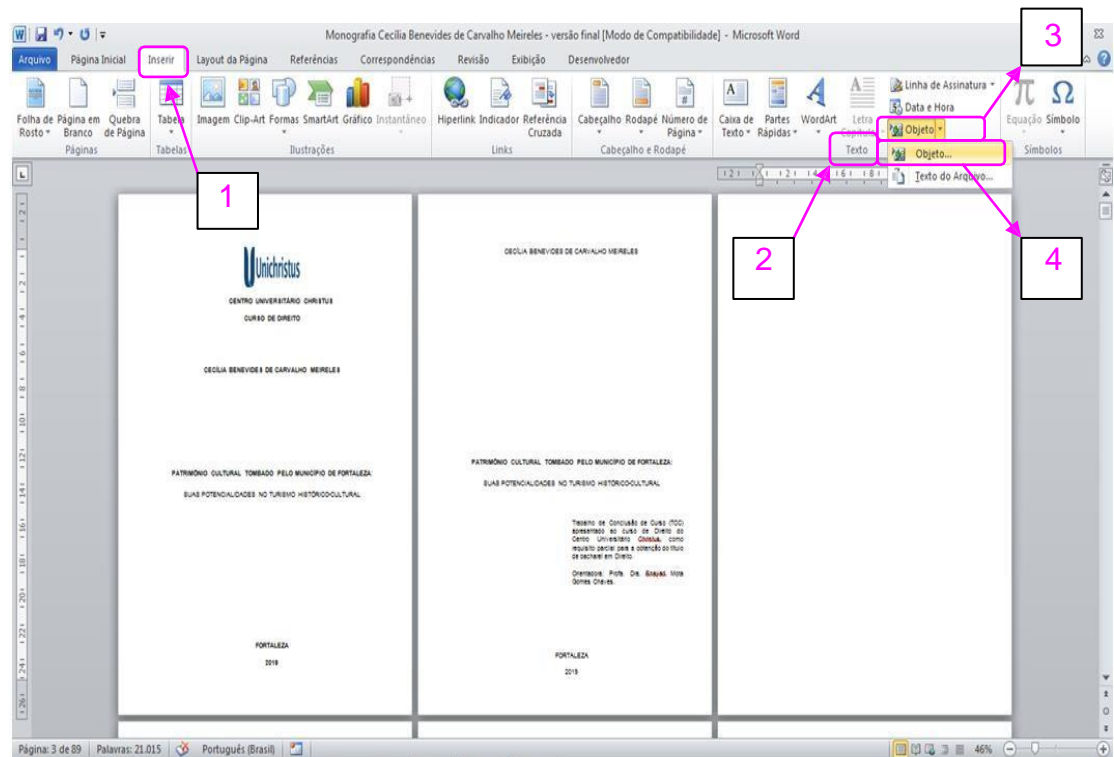 Monografia Cecília Benevides de Carvalho Meireles - versão final [Modo de Compatibilidade] - Microsoft Word
3
Arquivo Página Inicial Inserir Layout da Página Referências Correspondências Revisão Exibição Desenvolvedor
Folha de Rosto Página em Branco Quebra de Página
Páginas
Tabela
Tabelas
Imagem Clip-Art Formas SmartArt Gráfico Instantâneo
Ilustrações
Hiperlink Indicador Referência Cruzada
Links
Cabeçalho Rodapé Número de Página
Cabeçalho e Rodapé
Caixa de Texto Partes Rápidas WordArt Letra
Linha de Assinatura
Data e Hora
Objeto
Texto
Equação Símbolo
Símbolos
Objeto...
Texto do Arquivo...
1
2
4
Unichristus
CENTRO UNIVERSITÁRIO CHRISTUS
CURSO DE DIREITO
CECÍLIA BENEVIDES DE CARVALHO MEIRELES
PATRIMÔNIO CULTURAL TOMBADO PELO MUNICÍPIO DE FORTALEZA:
SUAS POTENCIALIDADES NO TURISMO HISTÓRICO-CULTURAL
FORTALEZA
2019
CECÍLIA BENEVIDES DE CARVALHO MEIRELES
PATRIMÔNIO CULTURAL TOMBADO PELO MUNICÍPIO DE FORTALEZA:
SUAS POTENCIALIDADES NO TURISMO HISTÓRICO-CULTURAL
Trabalho de Conclusão de Curso (TCC)
apresentado ao curso de Direito do
Centro Universitário Christus, como
requisito parcial para a obtenção do título
de bacharel em Direito.
Orientadora: Profa. Dra. Mota
Gomes Chaves.
FORTALEZA
2019
Página: 3 de 89 Palavras: 21.015 Português (Brasil) 46%